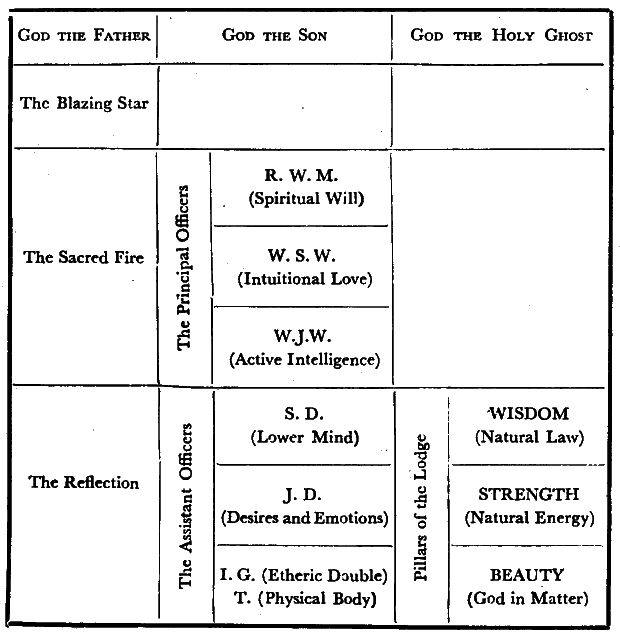 GOD THE FATHER
GOD THE SON
GOD THE HOLY GHOST
The Blazing Star
The Sacred Fire
The Principal Officers
R. W. M.
(Spiritual Will)
W. S. W.
(Intuitional Love)
W.J.W.
(Active Intelligence)
The Reflection
The Assistant Officers
S. D.
(Lower Mind)
J. D.
(Desires and Emotions)
I. G. (Etheric Double)
T. (Physical Body)
Pillars of the Lodge
WISDOM
(Natural Law)
STRENGTH
(Natural Energy)
BEAUTY
(God in Matter)